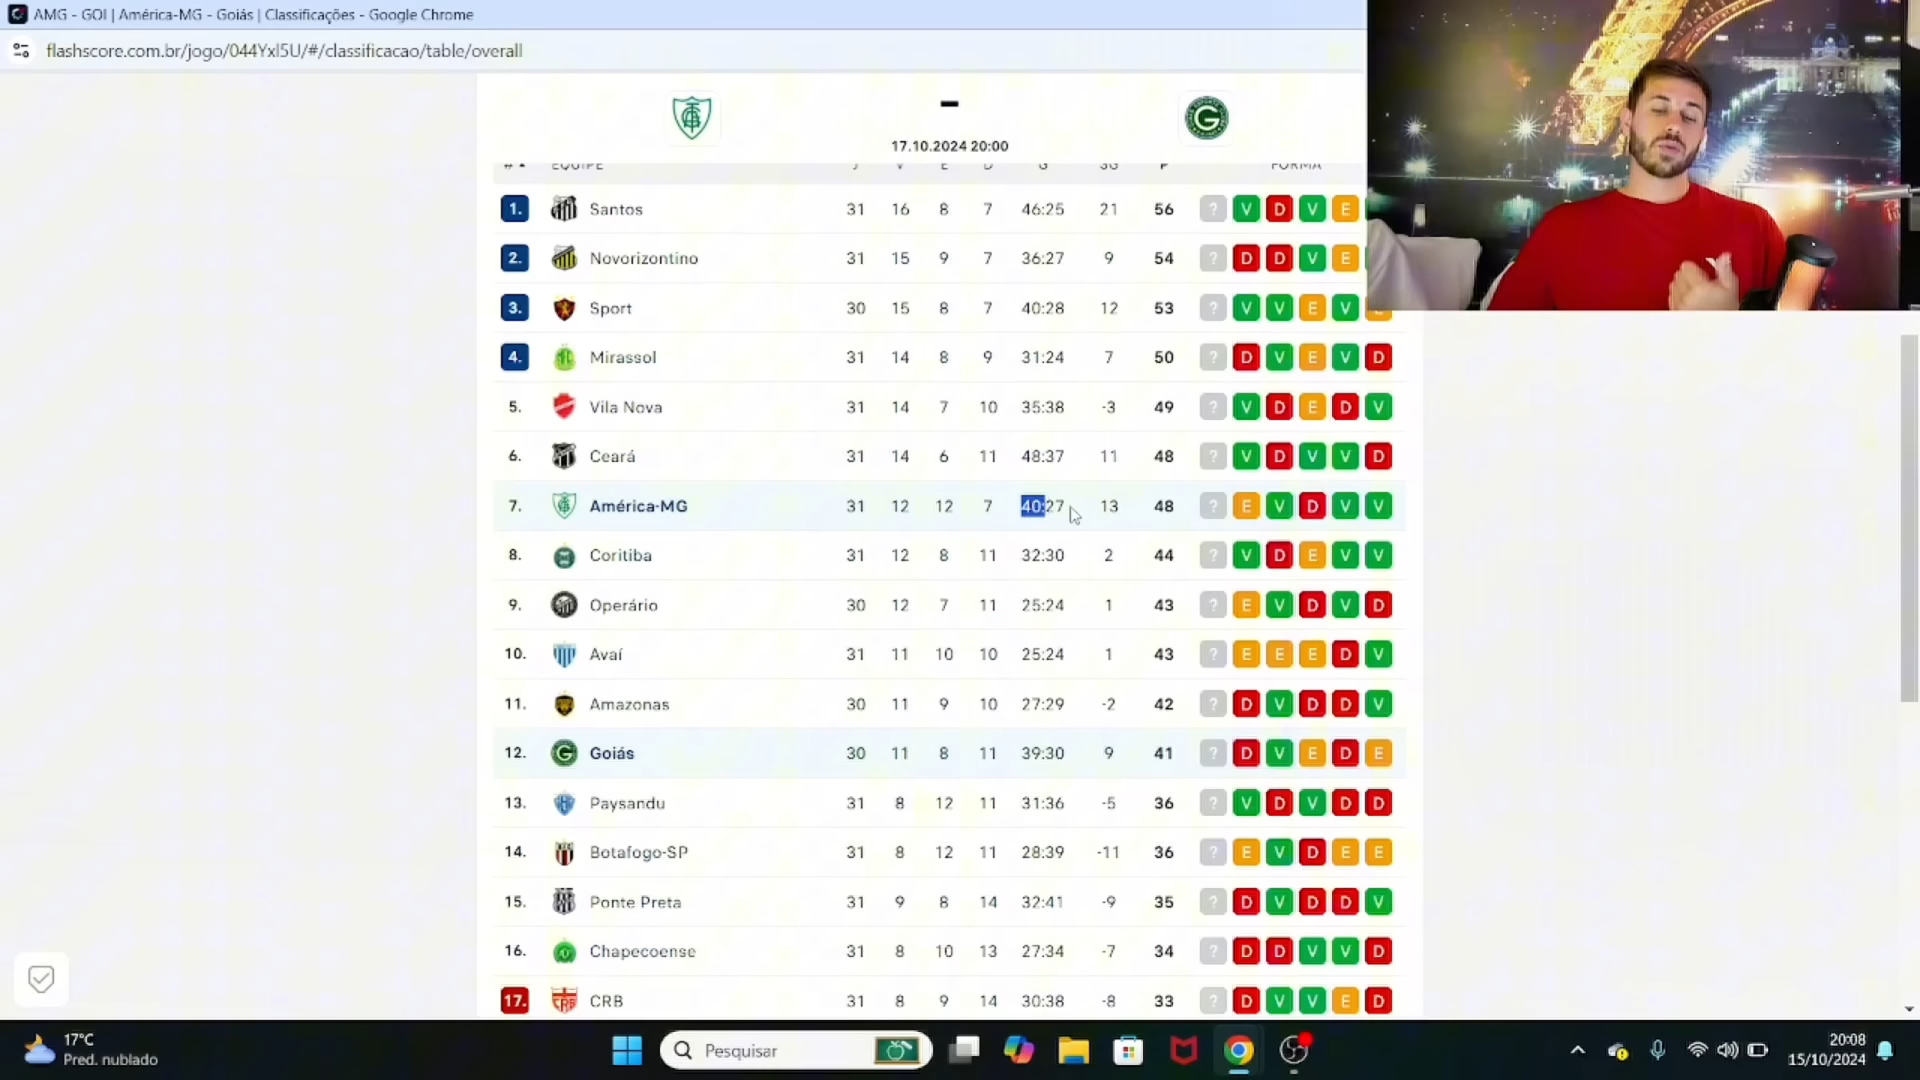 AMG - GOI | América-MG - Goiás | Classificações - Google Chrome
flashscore.com.br/jogo/044YxI5U/#/classificacao/table/overall
-
17.10.2024 20:00
# EQUIPE J V E D G SG P FORMA
1. Santos 31 16 8 7 46:25 21 56 ? V D V E
2. Novorizontino 31 15 9 7 36:27 9 54 ? D D V E
3. Sport 30 15 8 7 40:28 12 53 ? V V E V E
4. Mirassol 31 14 8 9 31:24 7 50 ? D V E V D
5. Vila Nova 31 14 7 10 35:38 -3 49 ? V D E D V
6. Ceará 31 14 6 11 48:37 11 48 ? V D V V D
7. América-MG 31 12 12 7 40:27 13 48 ? E V D V V
8. Coritiba 31 12 8 11 32:30 2 44 ? V D E V V
9. Operário 30 12 7 11 25:24 1 43 ? E V D V D
10. Avaí 31 11 10 10 25:24 1 43 ? E E E D V
11. Amazonas 30 11 9 10 27:29 -2 42 ? D V D D V
12. Goiás 30 11 8 11 39:30 9 41 ? D V E D E
13. Paysandu 31 8 12 11 31:36 -5 36 ? V D V D D
14. Botafogo-SP 31 8 12 11 28:39 -11 36 ? E V D E E
15. Ponte Preta 31 9 8 14 32:41 -9 35 ? D V D D V
16. Chapecoense 31 8 10 13 27:34 -7 34 ? D D V V D
17. CRB 31 8 9 14 30:38 -8 33 ? D V V E D
17°C
Pred. nublado
Pesquisar
20:08
15/10/2024